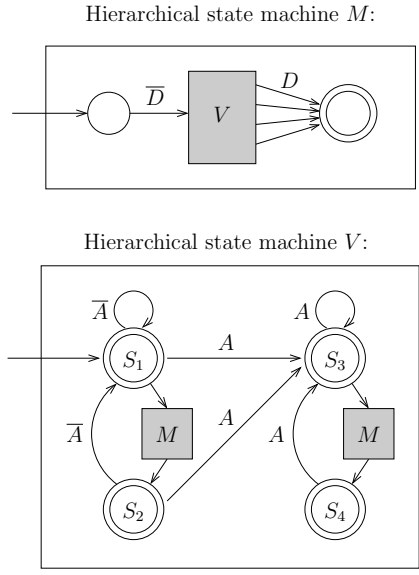 Hierarchical state machine M:
D̅
V
D
Hierarchical state machine V:
A̅
A
S₁
A
S₃
M
A
M
A̅
A
S₂
S₄